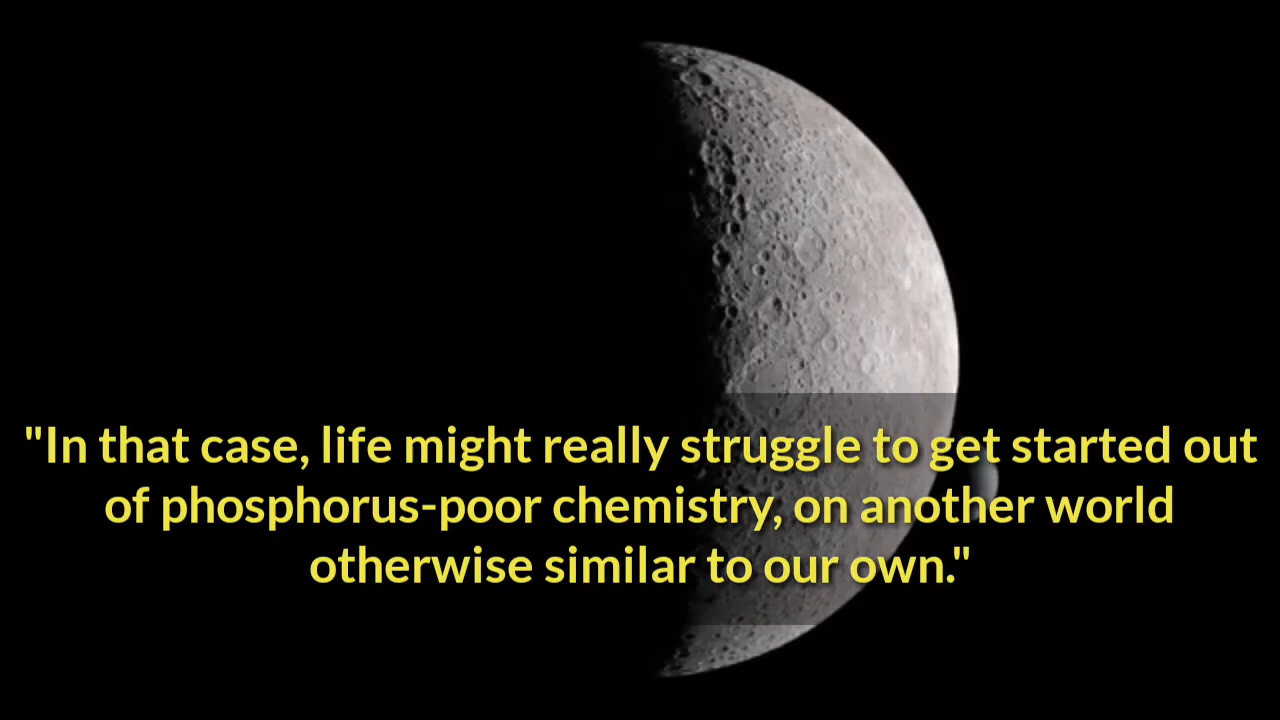 "In that case, life might really struggle to get started out
of phosphorus-poor chemistry, on another world
otherwise similar to our own."